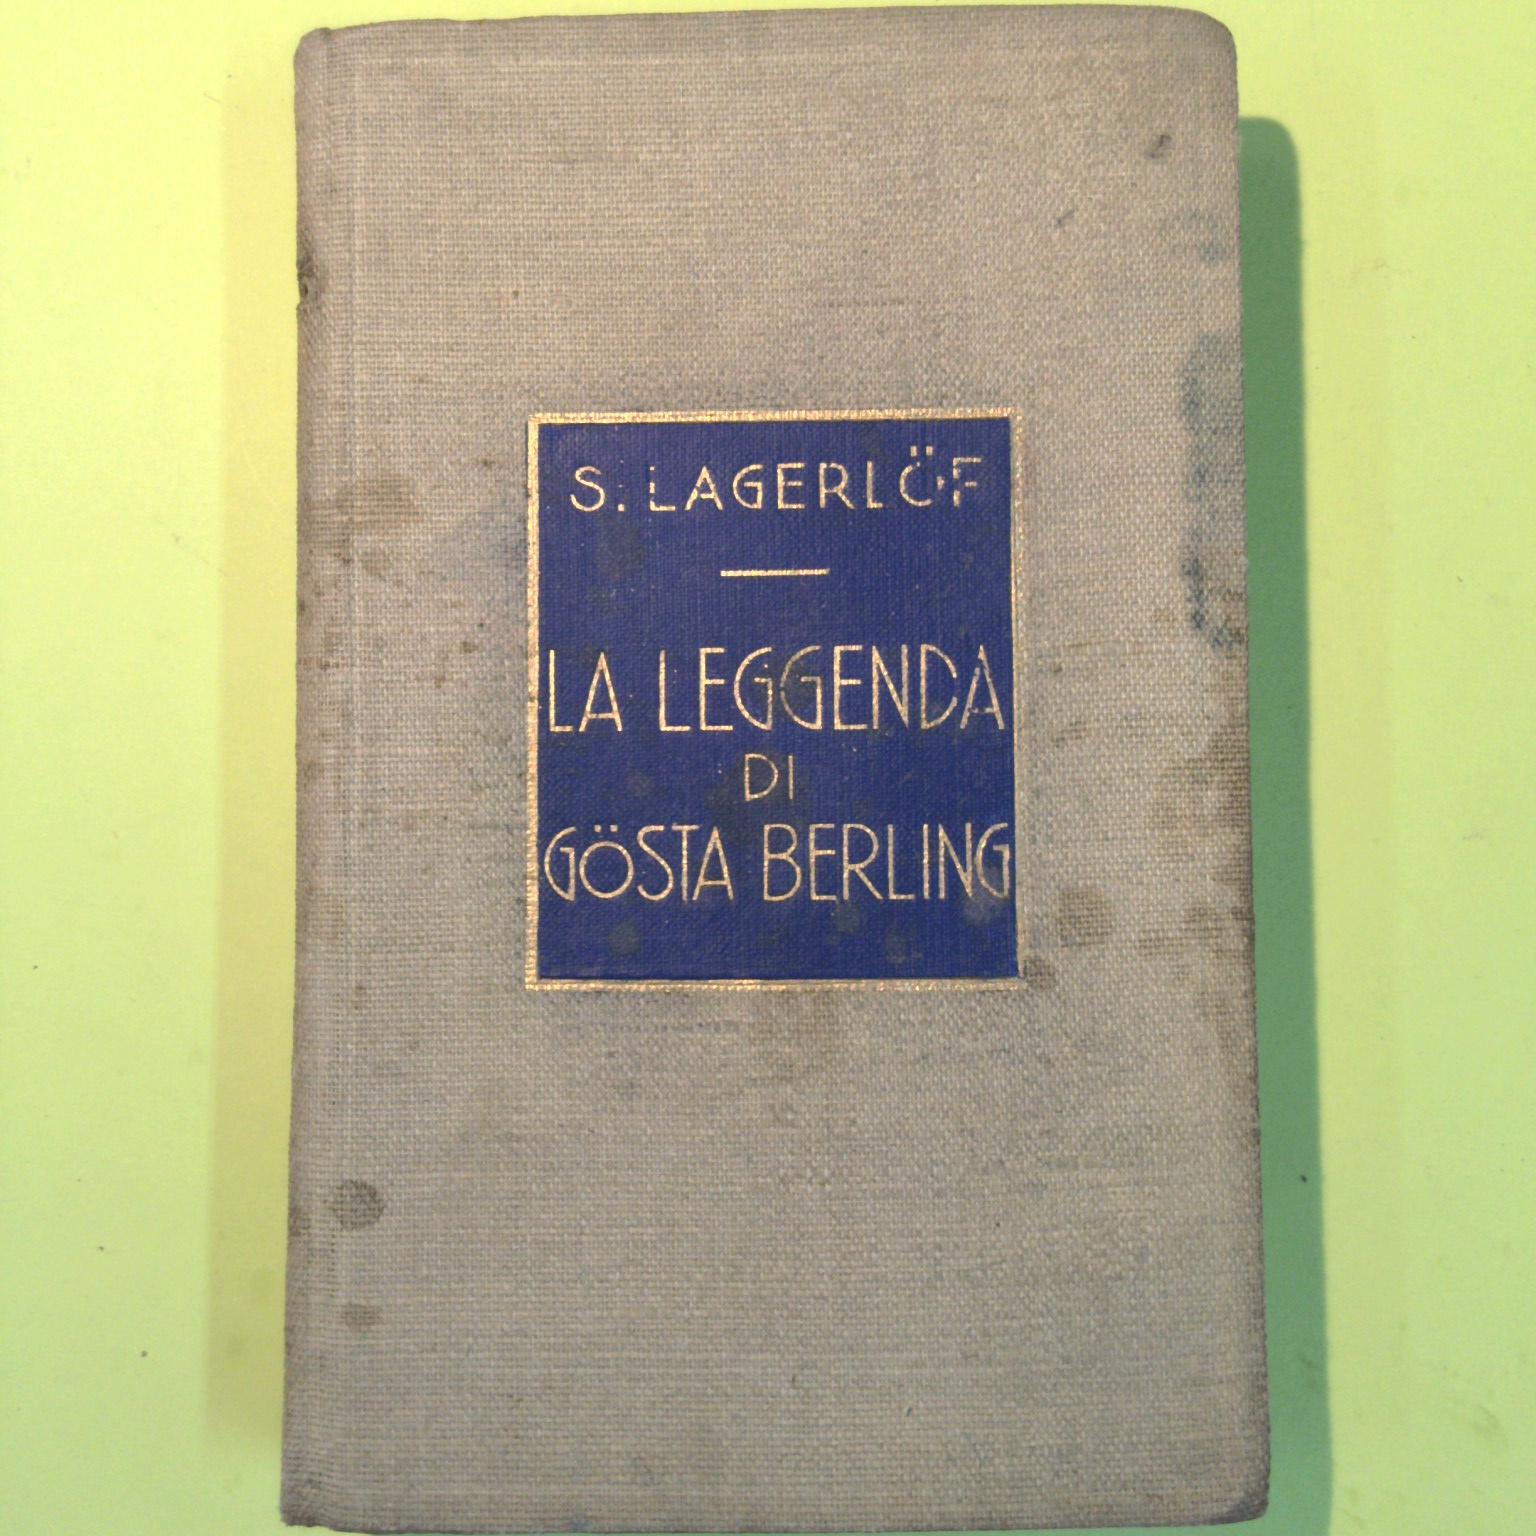 S. LAGERLÖF
LA LEGGENDA
DI
GÖSTA BERLING